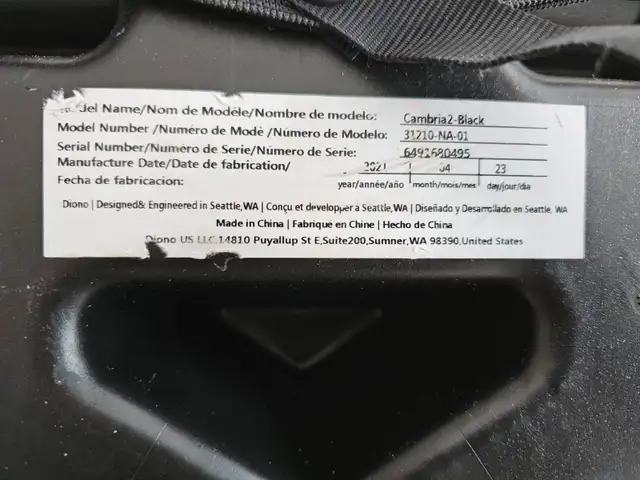 Model Name/Nom de Modèle/Nombre de modelo: Cambria2-Black
Model Number /Numéro de Modè /Número de Modelo: 31210-NA-01
Serial Number/Numéro de Série/Número de Serie: 6491680495
Manufacture Date/Date de fabrication/ 2021 04 23
Fecha de fabricacion: year/année/año month/mois/mes day/jour/dia
Diono | Designed& Engineered in Seattle,WA | Conçu et developper à Seattle,WA | Diseñado y Desarrollado en Seattle, WA
Made in China | Fabriqué en Chine | Hecho de China
Diono US LLC.14810 Puyallup St E,Suite200,Sumner,WA 98390,United States